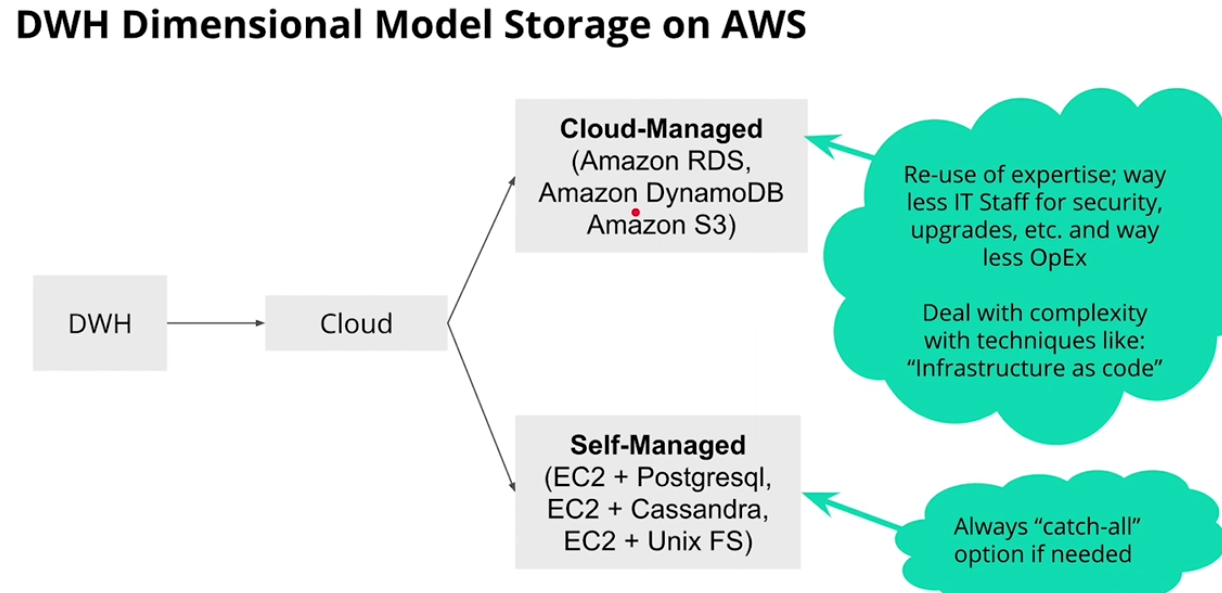 DWH Dimensional Model Storage on AWS
Cloud-Managed
(Amazon RDS,
Amazon DynamoDB
Amazon S3)
Re-use of expertise; way
less IT Staff for security,
upgrades, etc. and way
less OpEx
Deal with complexity
with techniques like:
“Infrastructure as code”
DWH
Cloud
Self-Managed
(EC2 + Postgresql,
EC2 + Cassandra,
EC2 + Unix FS)
Always “catch-all”
option if needed